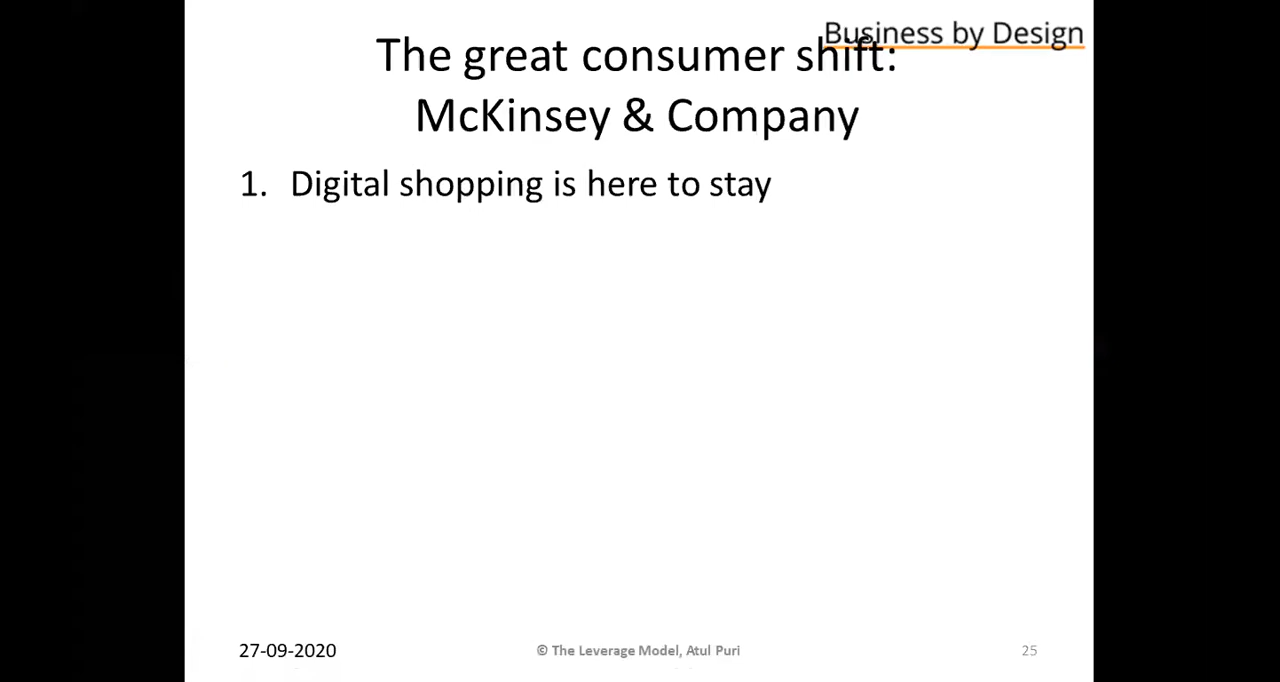 Business by Design
The great consumer shift:
McKinsey & Company
1. Digital shopping is here to stay
27-09-2020
© The Leverage Model, Atul Puri
25